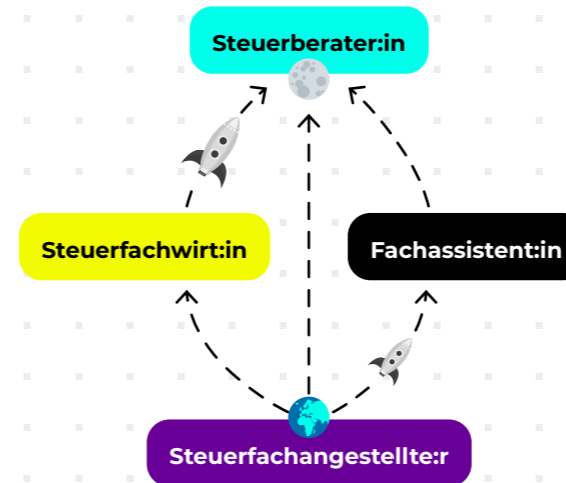 Steuerberater:in
Steuerfachwirt:in
Fachassistent:in
Steuerfachangestellte:r